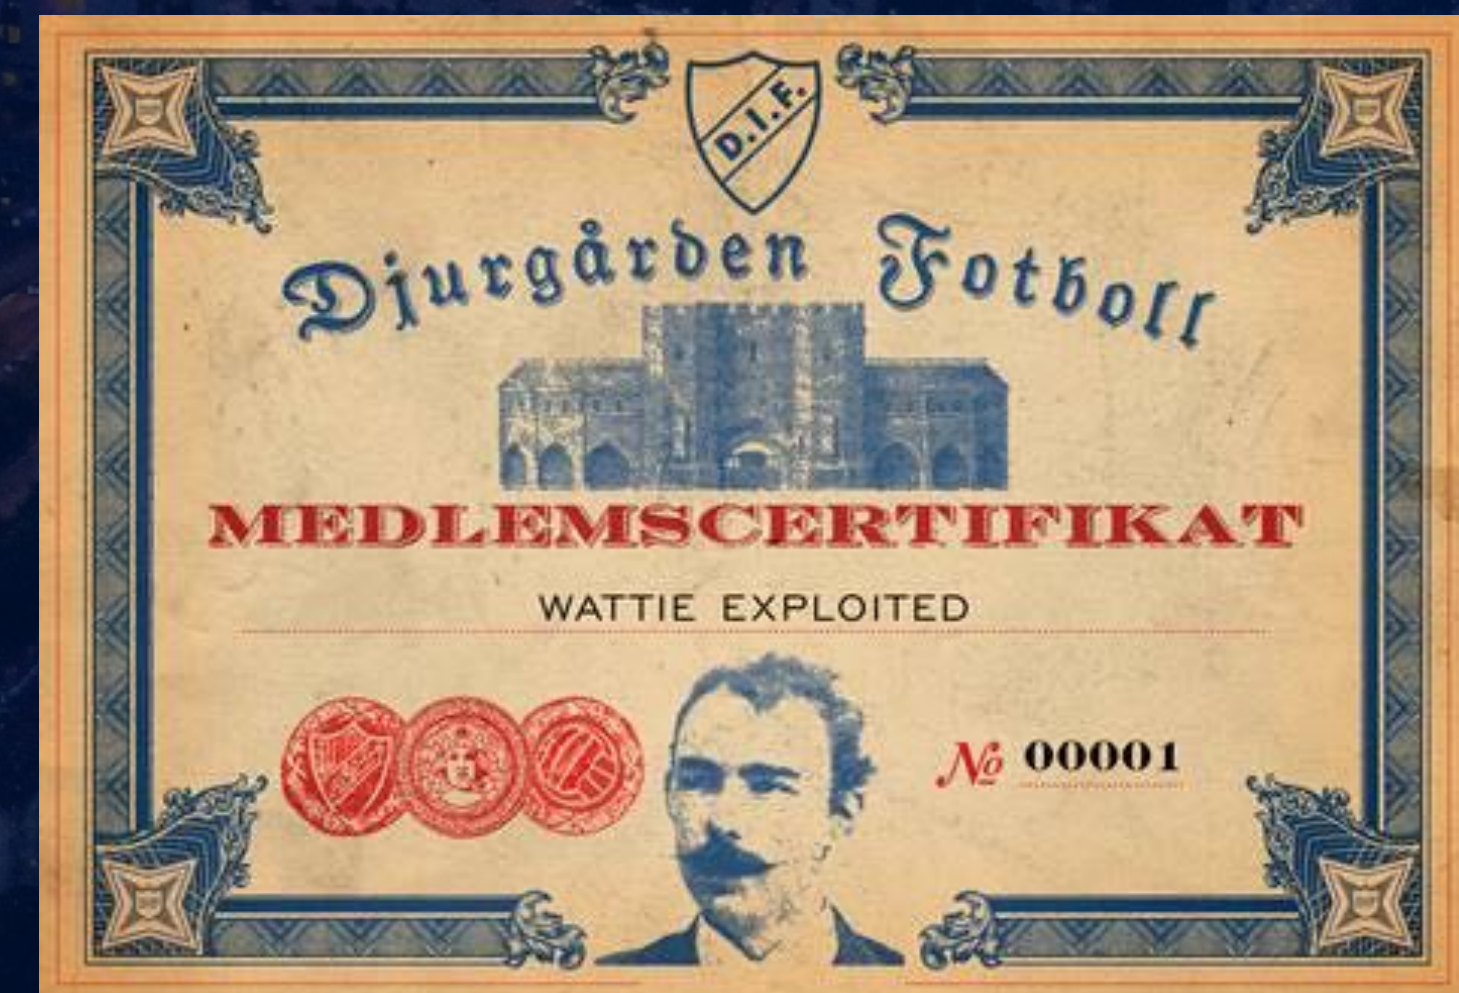 D.I.F.
Djurgården Fotboll
MEDLEMSCERTIFIKAT
WATTIE EXPLOITED
№ 00001